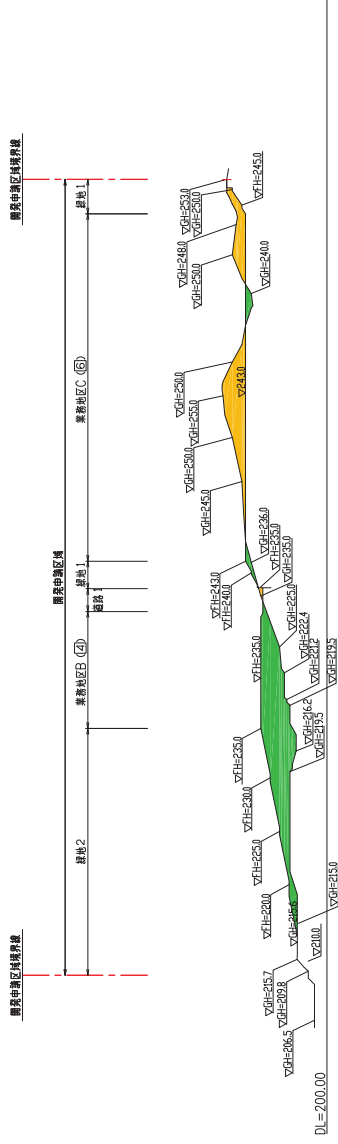 開発申請区域境界線
開発申請区域境界線
開発申請区域
緑地2
業務地区B ④
道路1
緑地1
業務地区C ⑥
緑地1
▽GH=206.5
▽GH=209.8
▽GH=215.7
▽210.0
▽GH=215.0
▽GH=215.6
▽FH=220.0
▽FH=225.0
▽FH=230.0
▽FH=235.0
▽GH=219.5
▽GH=216.2
▽GH=219.5
▽GH=221.2
▽GH=222.4
▽GH=225.0
▽FH=235.0
▽GH=235.0
▽FH=235.0
▽GH=236.0
▽FH=240.0
▽FH=243.0
▽GH=245.0
▽GH=250.0
▽GH=255.0
▽GH=250.0
▽243.0
▽GH=240.0
▽GH=250.0
▽GH=248.0
▽GH=250.0
▽GH=253.0
▽FH=245.0
DL=200.00